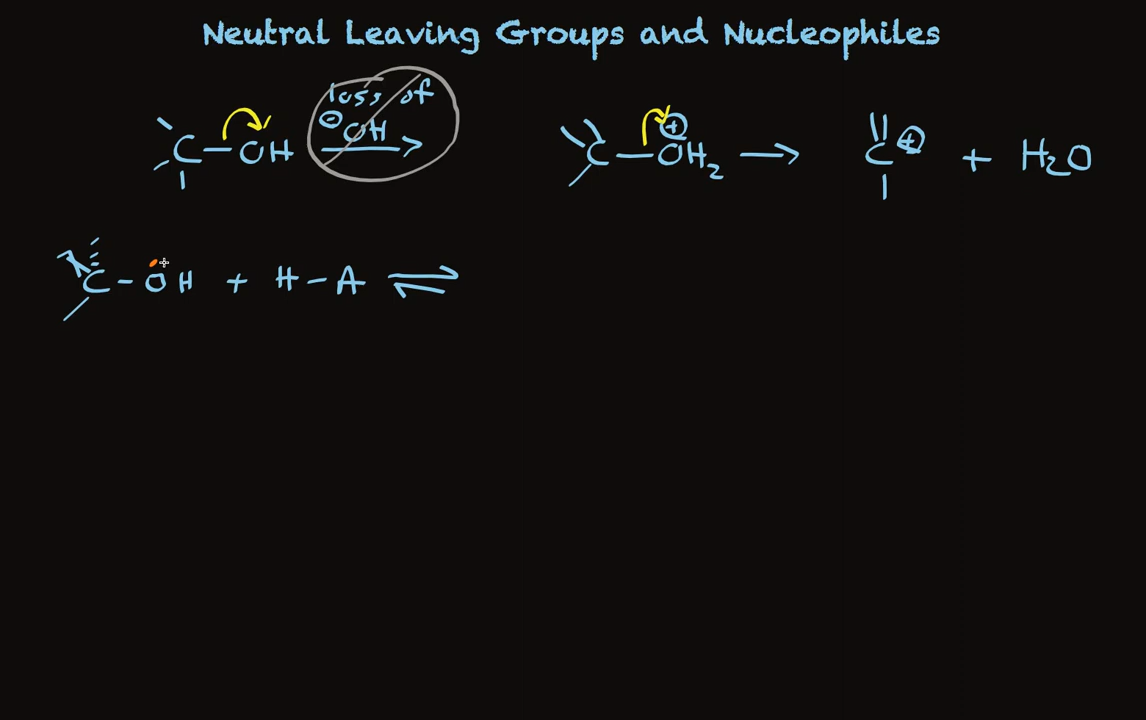 Neutral Leaving Groups and Nucleophiles
loss of
⊖OH
C–OH →
C–OH₂ ⊕ → C⊕ + H₂O
C–OH + H–A ⇌